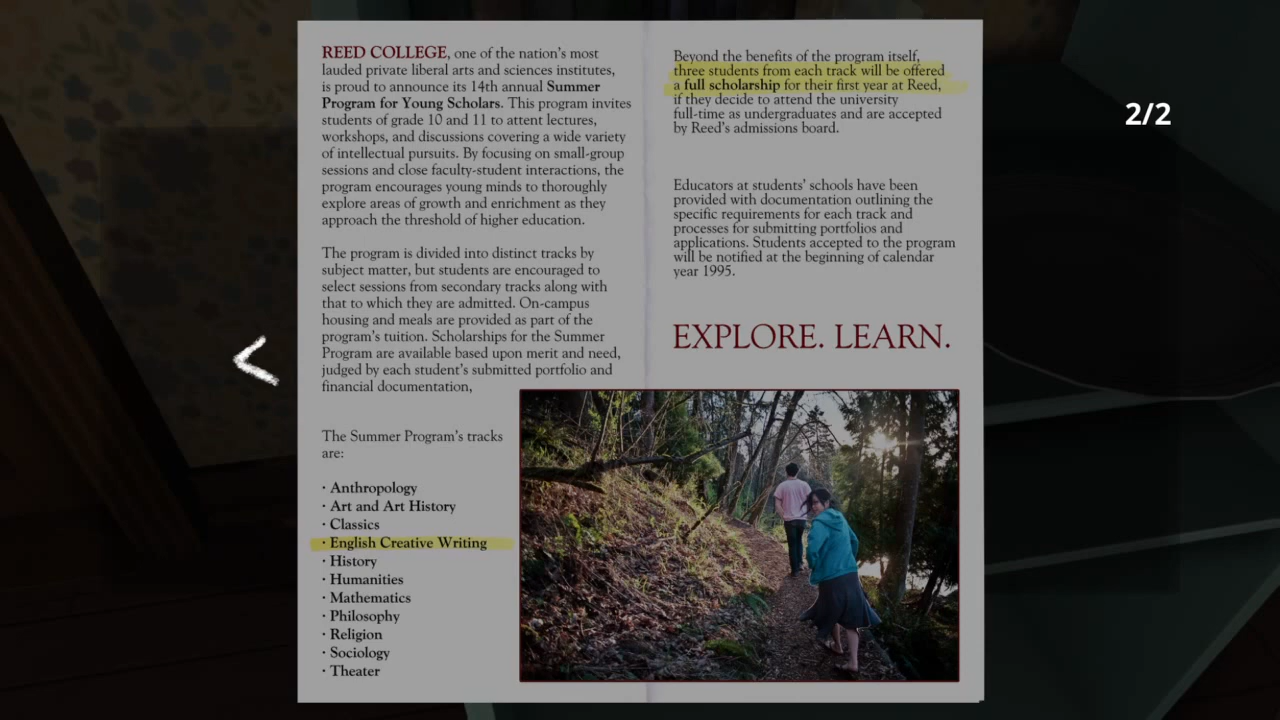 REED COLLEGE, one of the nation's most
lauded private liberal arts and sciences institutes,
is proud to announce its 14th annual Summer
Program for Young Scholars. This program invites
students of grade 10 and 11 to attent lectures,
workshops, and discussions covering a wide variety
of intellectual pursuits. By focusing on small-group
sessions and close faculty-student interactions, the
program encourages young minds to thoroughly
explore areas of growth and enrichment as they
approach the threshold of higher education.
The program is divided into distinct tracks by
subject matter, but students are encouraged to
select sessions from secondary tracks along with
that to which they are admitted. On-campus
housing and meals are provided as part of the
program's tuition. Scholarships for the Summer
Program are available based upon merit and need,
judged by each student's submitted portfolio and
financial documentation,
The Summer Program's tracks
are:
· Anthropology
· Art and Art History
· Classics
· English Creative Writing
· History
· Humanities
· Mathematics
· Philosophy
· Religion
· Sociology
· Theater
Beyond the benefits of the program itself,
three students from each track will be offered
a full scholarship for their first year at Reed,
if they decide to attend the university
full-time as undergraduates and are accepted
by Reed's admissions board.
Educators at students' schools have been
provided with documentation outlining the
specific requirements for each track and
processes for submitting portfolios and
applications. Students accepted to the program
will be notified at the beginning of calendar
year 1995.
EXPLORE. LEARN.
2/2